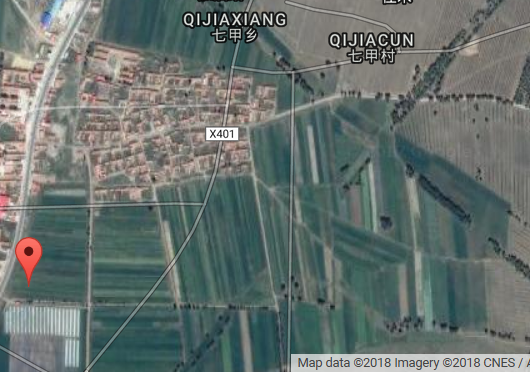 QIJIAXIANG
七甲乡
QIJIACUN
七甲村
X401
Map data ©2018 Imagery ©2018 CNES /